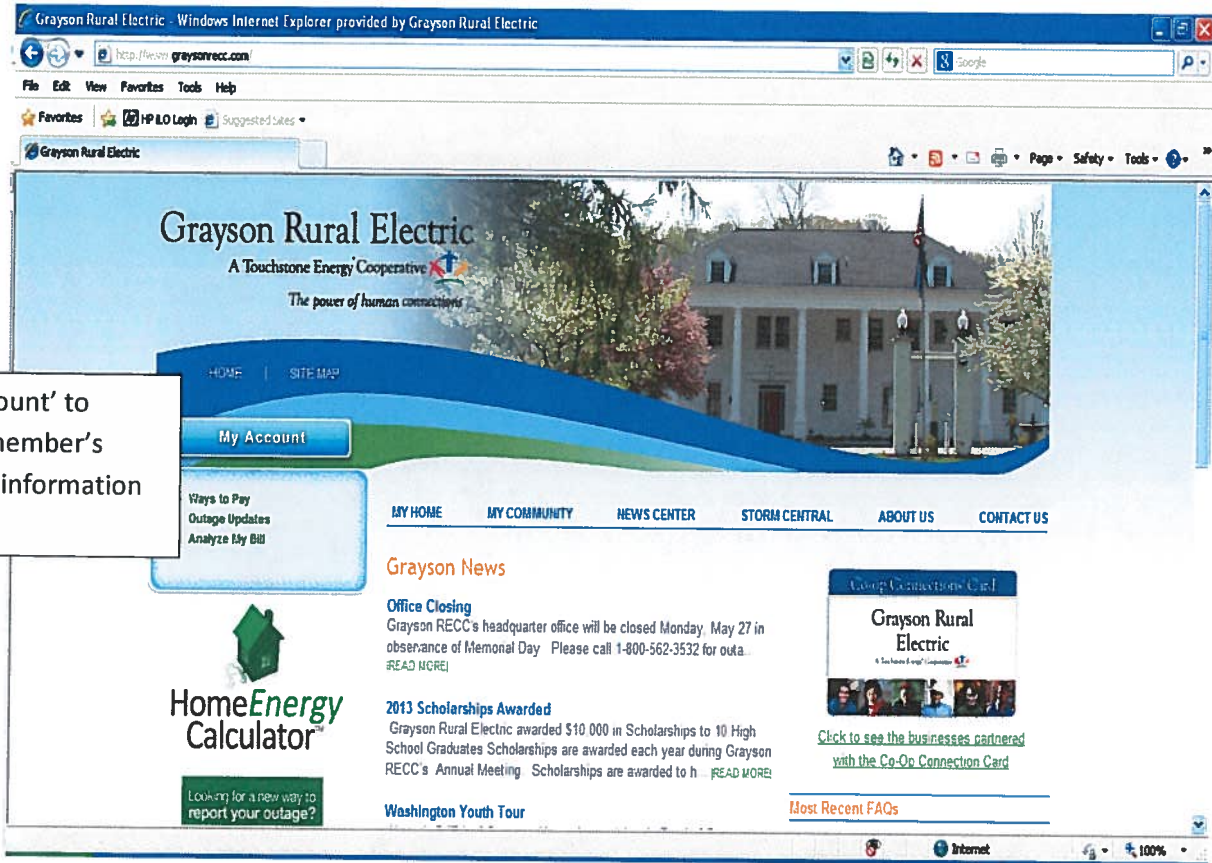 Grayson Rural Electric - Windows Internet Explorer provided by Grayson Rural Electric
http://www.graysonrecc.com/
Google
File Edit View Favorites Tools Help
Favorites HP iLO Login Suggested Sites
Grayson Rural Electric
Page Safety Tools
Grayson Rural Electric
A Touchstone Energy Cooperative
The power of human connections
HOME | SITE MAP
ount' to
nember's
information
My Account
Ways to Pay
Outage Updates
Analyze My Bill
MY HOME MY COMMUNITY NEWS CENTER STORM CENTRAL ABOUT US CONTACT US
Grayson News
Office Closing
Grayson RECC's headquarter office will be closed Monday, May 27 in
observance of Memorial Day Please call 1-800-562-3532 for outa...
[READ MORE]
2013 Scholarships Awarded
Grayson Rural Electric awarded $10 000 in Scholarships to 10 High
School Graduates Scholarships are awarded each year during Grayson
RECC's Annual Meeting Scholarships are awarded to h... [READ MORE]
Washington Youth Tour
HomeEnergy
Calculator™
Looking for a new way to
report your outage?
Co-op Connections Card
Grayson Rural
Electric
A Touchstone Energy Cooperative
Click to see the businesses partnered
with the Co-Op Connection Card
Most Recent FAQs
Internet
100%